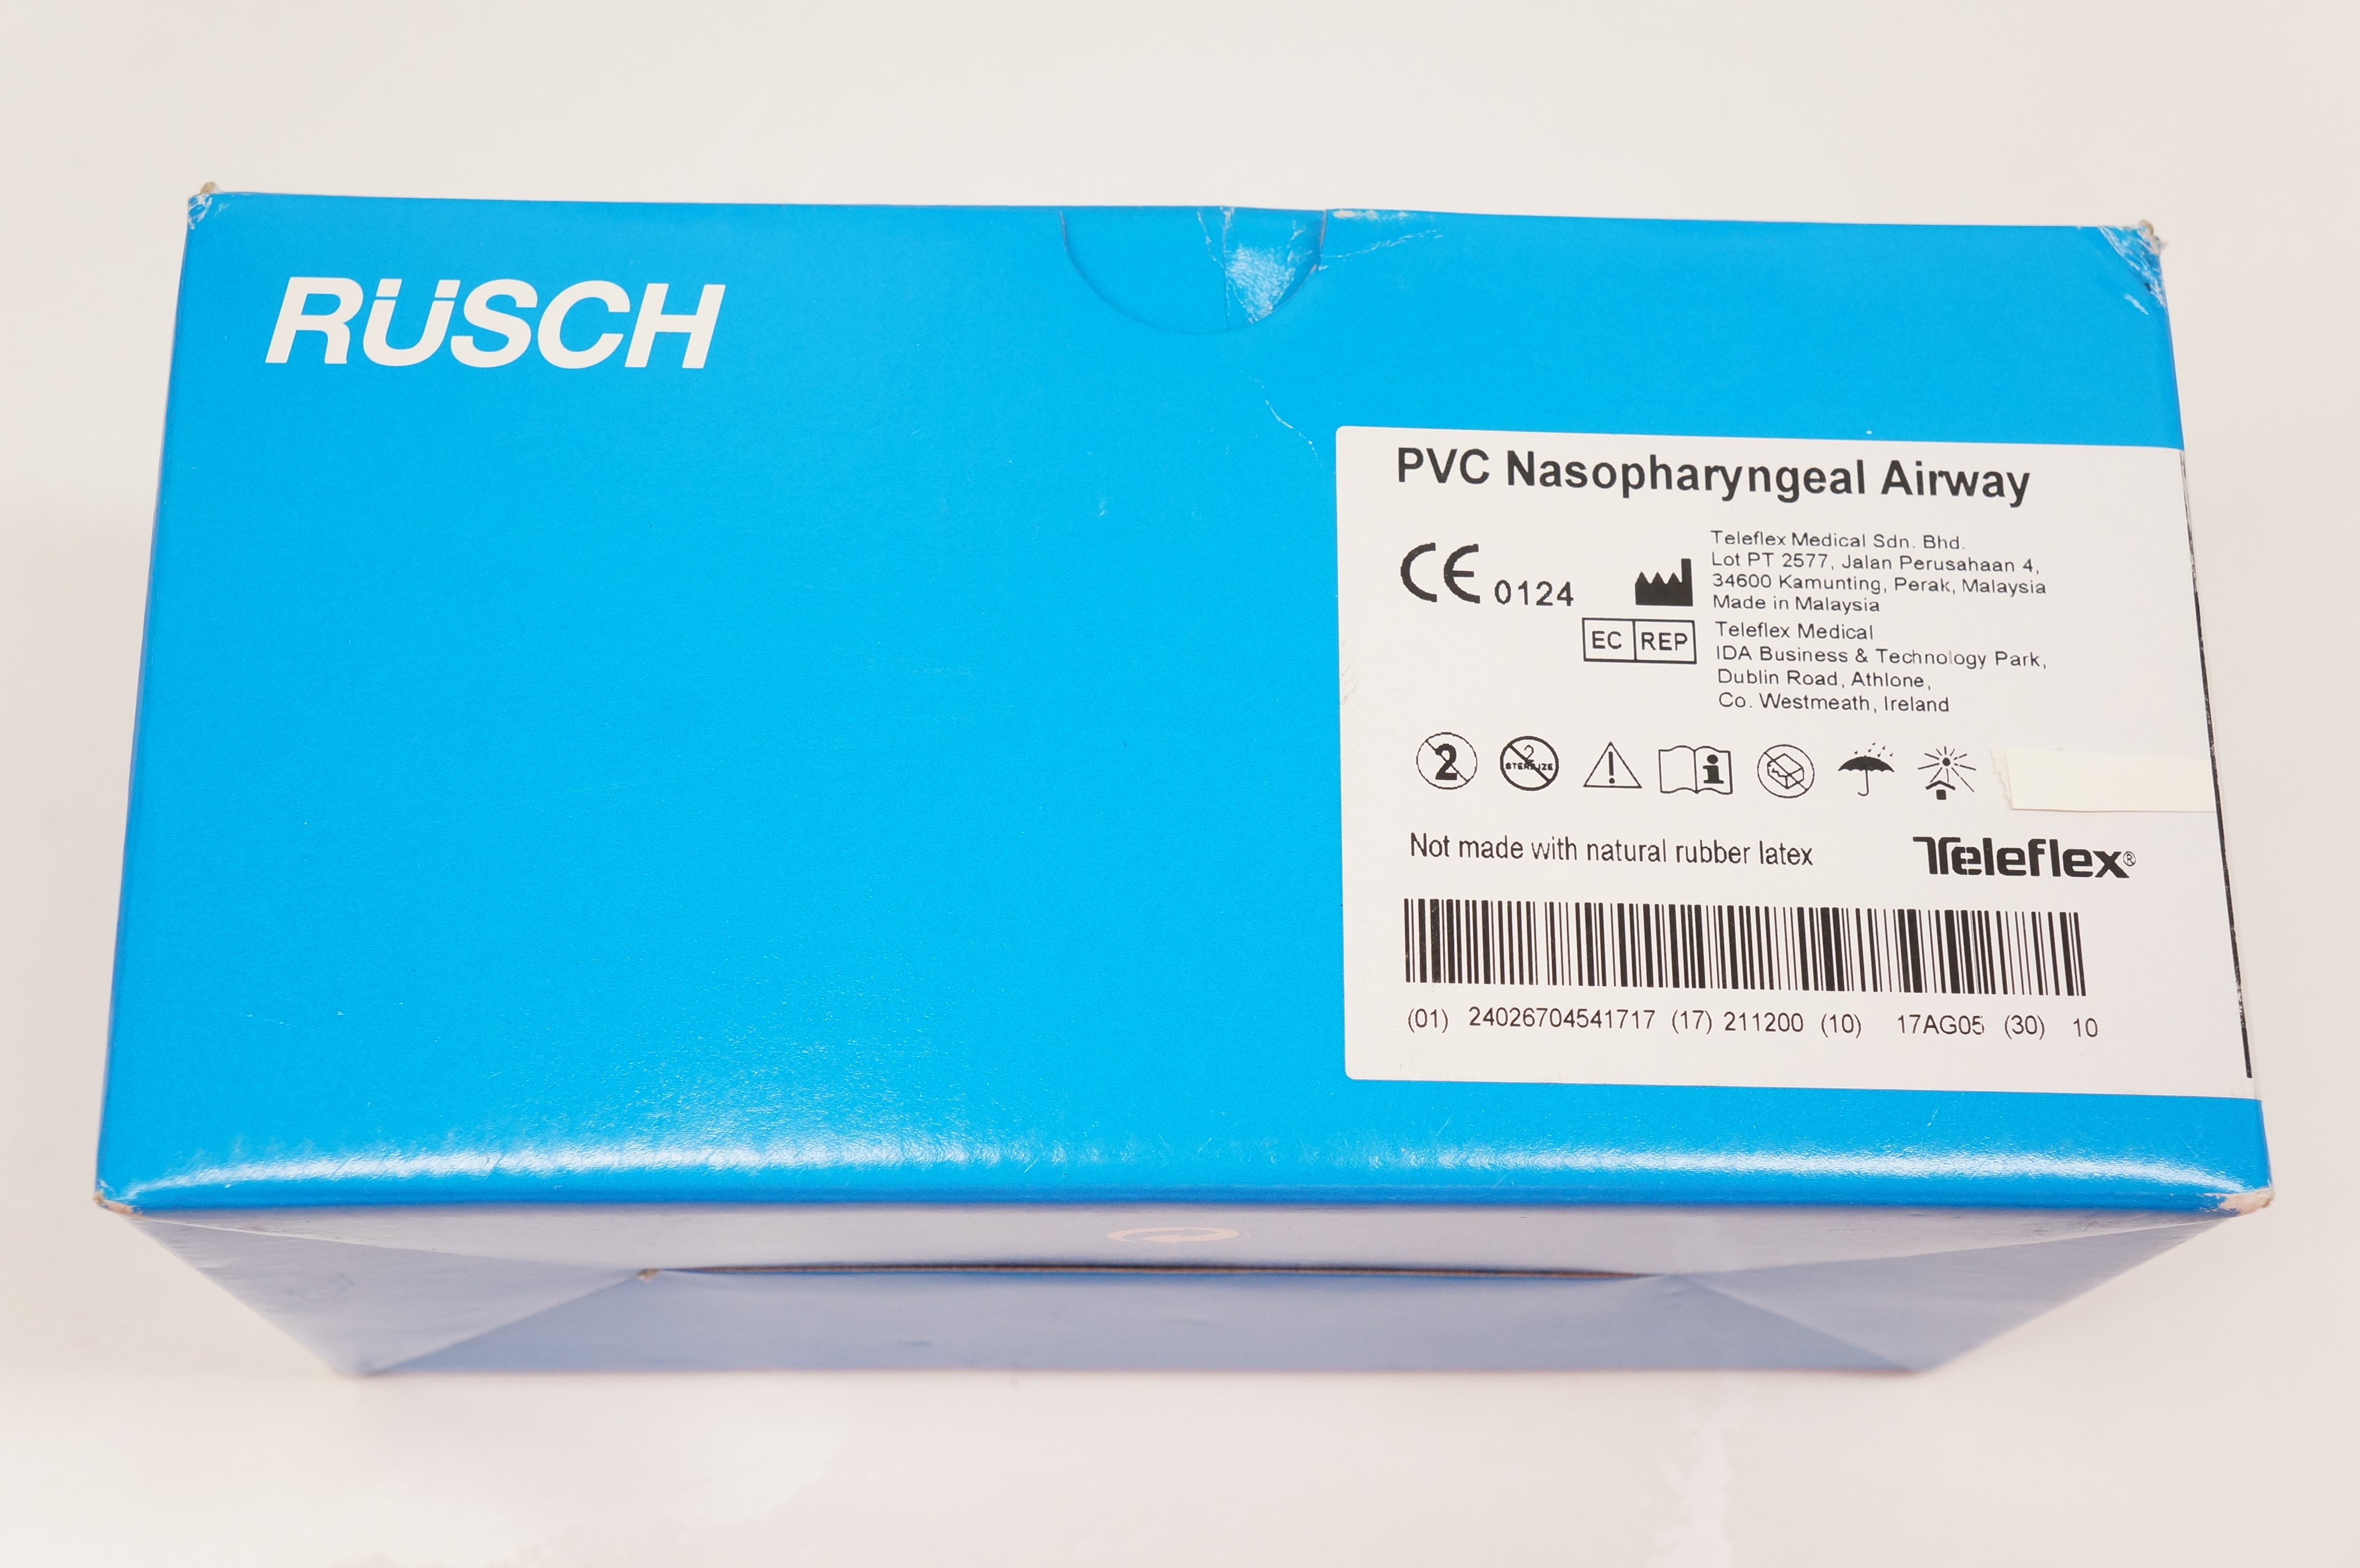 RÜSCH
PVC Nasopharyngeal Airway
CE 0124
Teleflex Medical Sdn. Bhd.
Lot PT 2577, Jalan Perusahaan 4,
34600 Kamunting, Perak, Malaysia
Made in Malaysia
EC REP
Teleflex Medical
IDA Business & Technology Park,
Dublin Road, Athlone,
Co. Westmeath, Ireland
2
2 STERILIZE
Not made with natural rubber latex
Teleflex®
(01) 24026704541717 (17) 211200 (10) 17AG05 (30) 10